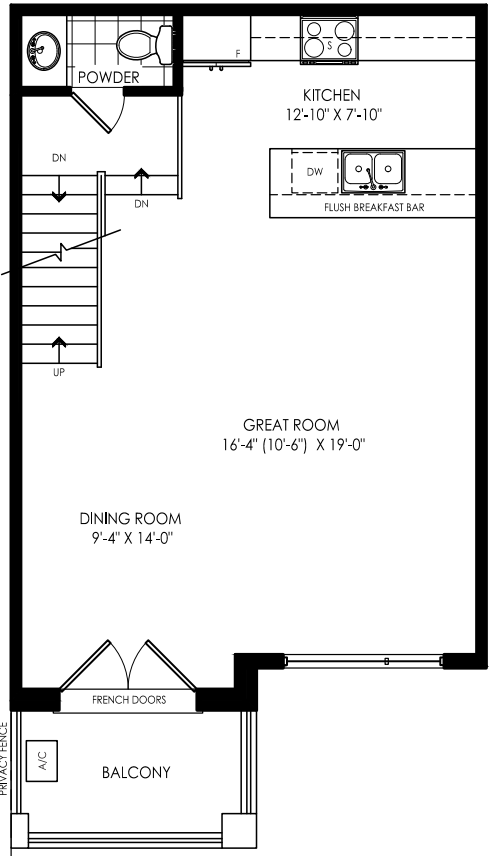 POWDER
F
S
KITCHEN
12'-10" X 7'-10"
DN
DN
DW
FLUSH BREAKFAST BAR
UP
GREAT ROOM
16'-4" (10'-6") X 19'-0"
DINING ROOM
9'-4" X 14'-0"
FRENCH DOORS
PRIVACY FENCE
A/C
BALCONY